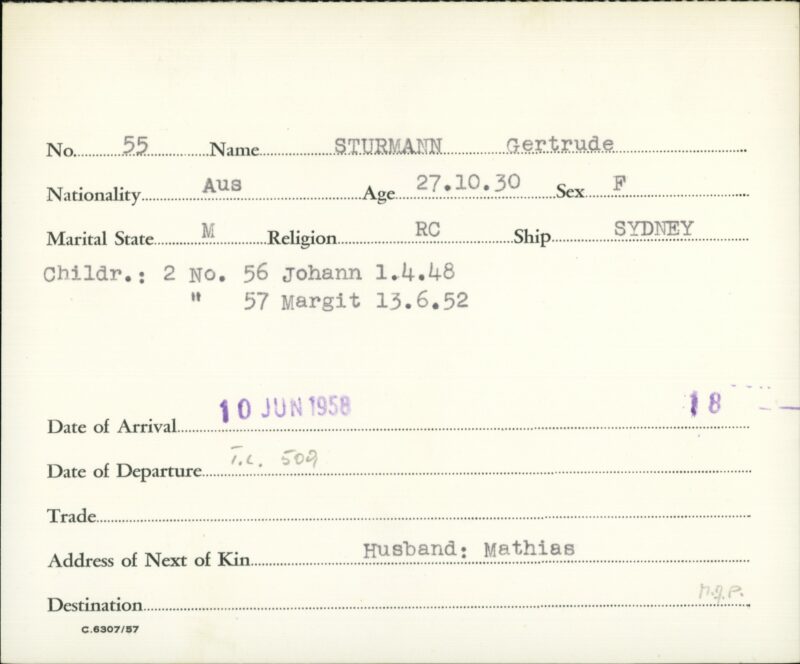 No. 55 Name STURMANN Gertrude
Nationality Aus Age 27.10.30 Sex F
Marital State M Religion RC Ship SYDNEY
Childr.: 2 No. 56 Johann 1.4.48
" 57 Margit 13.6.52
Date of Arrival 10 JUN 1958 18
Date of Departure T.L. 509
Trade
Address of Next of Kin Husband: Mathias
Destination
C.6307/57